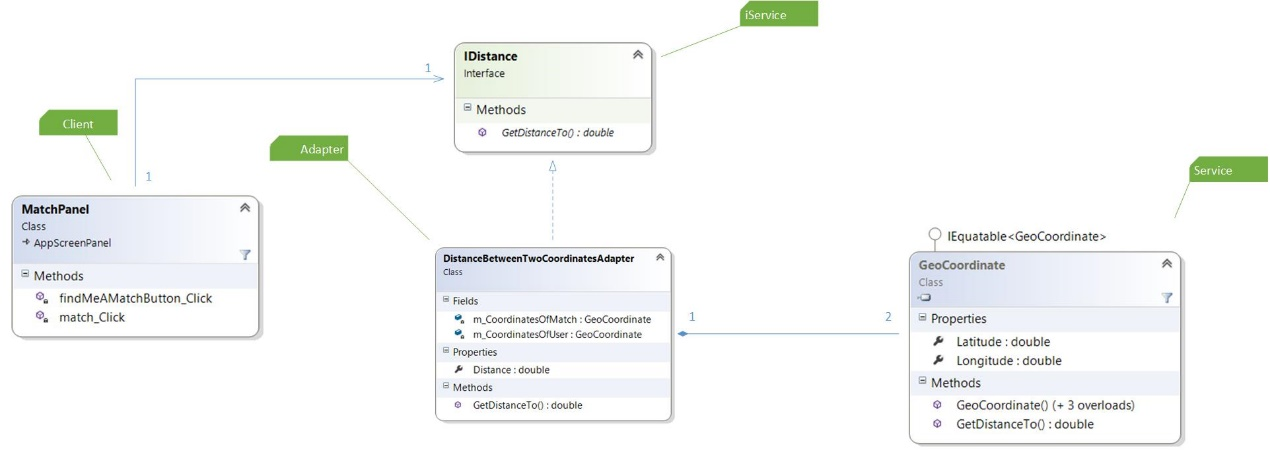 iService
IDistance
Interface
Methods
GetDistanceTo() : double
1
Client
1
Adapter
Service
MatchPanel
Class
AppScreenPanel
Methods
findMeAMatchButton_Click
match_Click
DistanceBetweenTwoCoordinatesAdapter
Class
Fields
m_CoordinatesOfMatch : GeoCoordinate
m_CoordinatesOfUser : GeoCoordinate
Properties
Distance : double
Methods
GetDistanceTo() : double
1
2
IEquatable<GeoCoordinate>
GeoCoordinate
Class
Properties
Latitude : double
Longitude : double
Methods
GeoCoordinate() (+ 3 overloads)
GetDistanceTo() : double